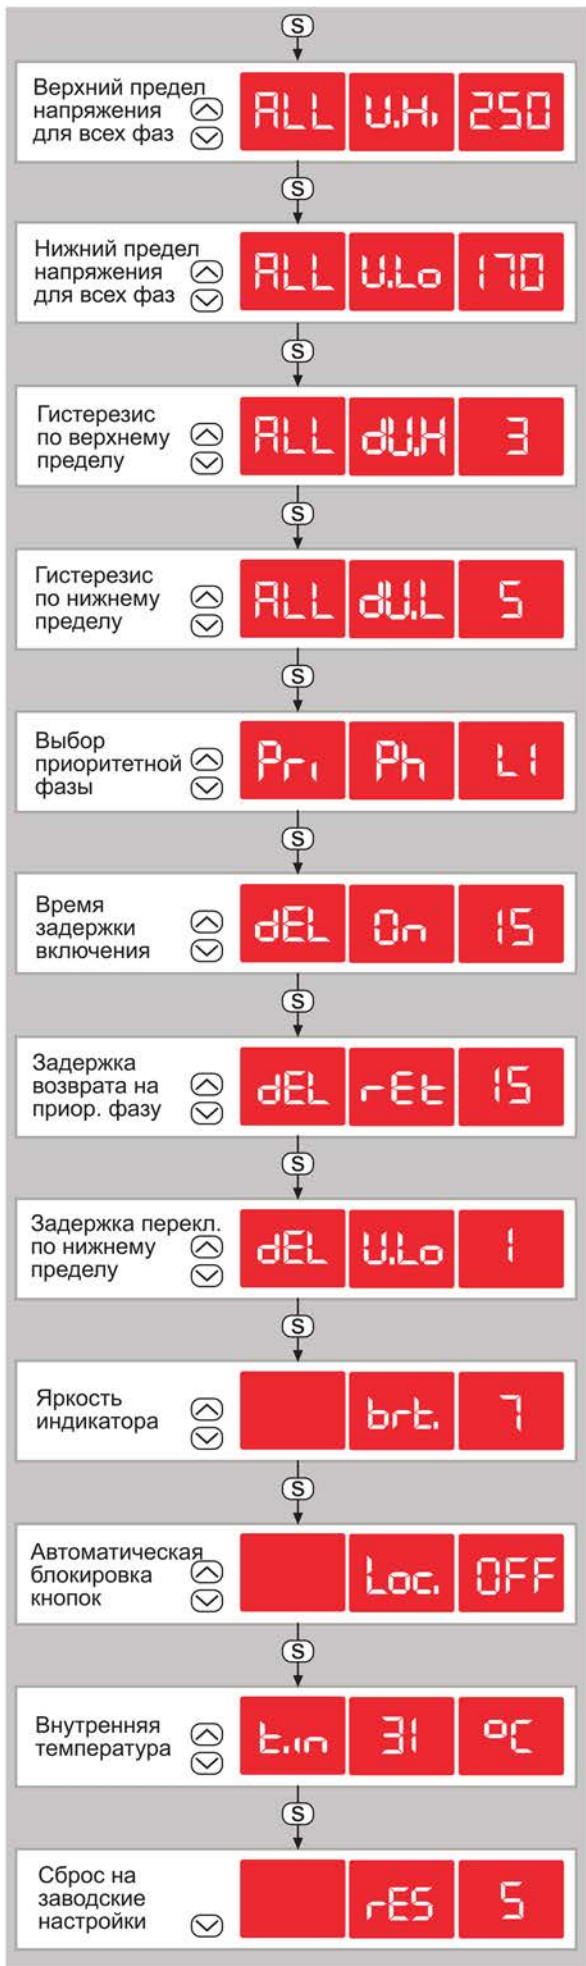 S
Верхний предел
напряжения
для всех фаз
ALL U.Hi 250
S
Нижний предел
напряжения
для всех фаз
ALL U.Lo 170
S
Гистерезис
по верхнему
пределу
ALL dU.H 3
S
Гистерезис
по нижнему
пределу
ALL dU.L 5
S
Выбор
приоритетной
фазы
Pri Ph L1
S
Время
задержки
включения
dEL On 15
S
Задержка
возврата на
приор. фазу
dEL rEt 15
S
Задержка перекл.
по нижнему
пределу
dEL U.Lo 1
S
Яркость
индикатора
brt. 7
S
Автоматическая
блокировка
кнопок
Loc. OFF
S
Внутренняя
температура
t.in 31 °C
S
Сброс на
заводские
настройки
rES 5